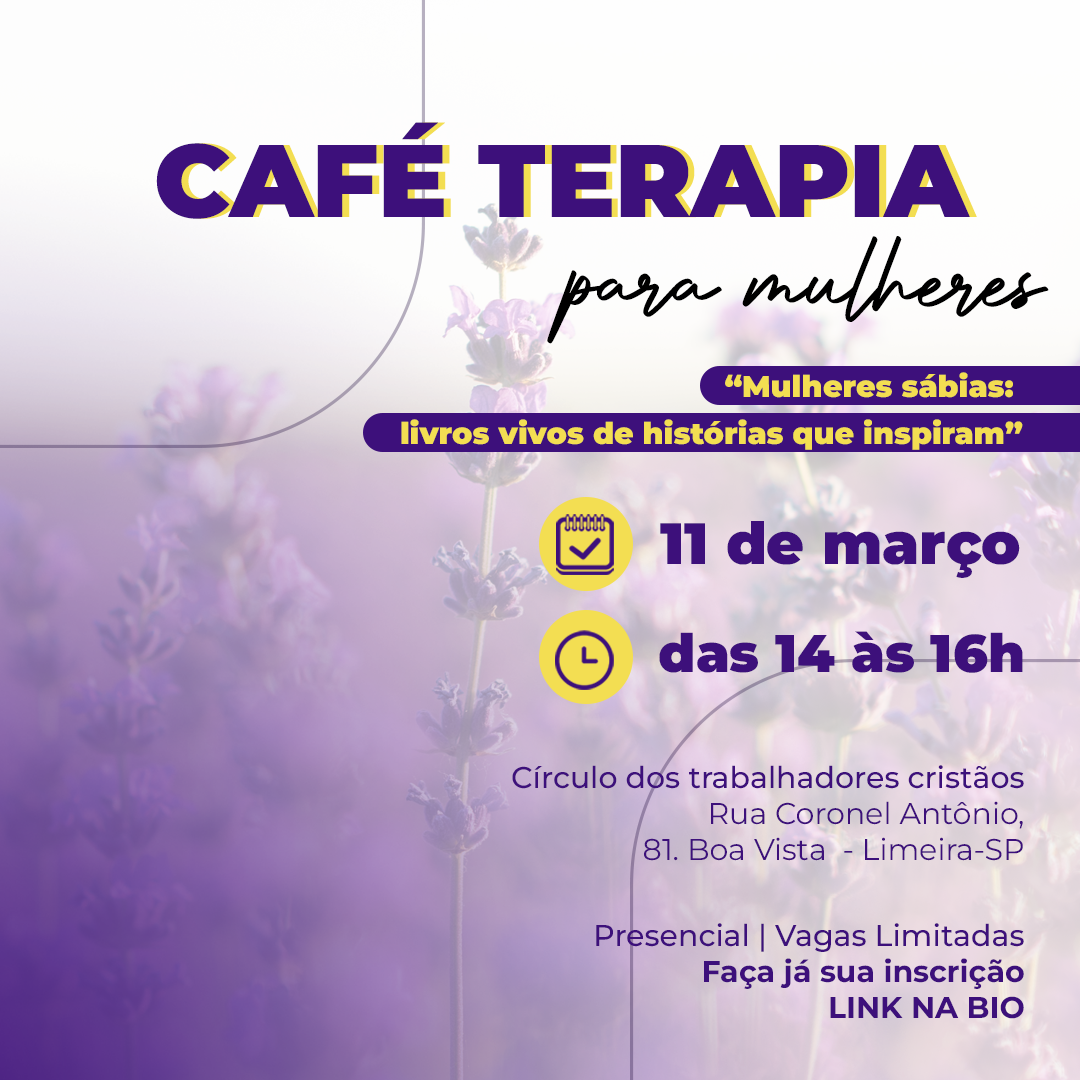 CAFÉ TERAPIA
para mulheres
“Mulheres sábias:
livros vivos de histórias que inspiram”
11 de março
das 14 às 16h
Círculo dos trabalhadores cristãos
Rua Coronel Antônio,
81. Boa Vista - Limeira-SP
Presencial | Vagas Limitadas
Faça já sua inscrição
LINK NA BIO